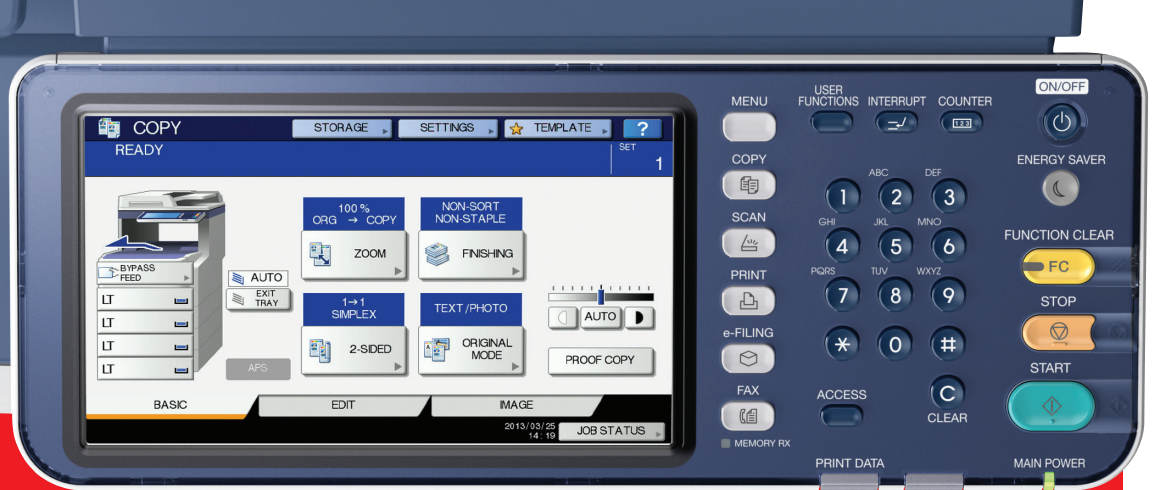 COPY
STORAGE
SETTINGS
TEMPLATE
?
READY
SET
1
100 %
ORG → COPY
ZOOM
NON-SORT
NON-STAPLE
FINISHING
BYPASS
FEED
AUTO
EXIT
TRAY
LT
LT
LT
LT
APS
1→1
SIMPLEX
2-SIDED
TEXT/PHOTO
ORIGINAL
MODE
AUTO
PROOF COPY
BASIC
EDIT
IMAGE
2013/03/25
14:19
JOB STATUS
MENU
COPY
SCAN
PRINT
e-FILING
FAX
MEMORY RX
USER
FUNCTIONS
INTERRUPT
COUNTER
123
ON/OFF
ENERGY SAVER
ABC
DEF
1
2
3
GHI
JKL
MNO
4
5
6
PQRS
TUV
WXYZ
7
8
9
*
0
#
ACCESS
C
CLEAR
FUNCTION CLEAR
FC
STOP
START
PRINT DATA
MAIN POWER